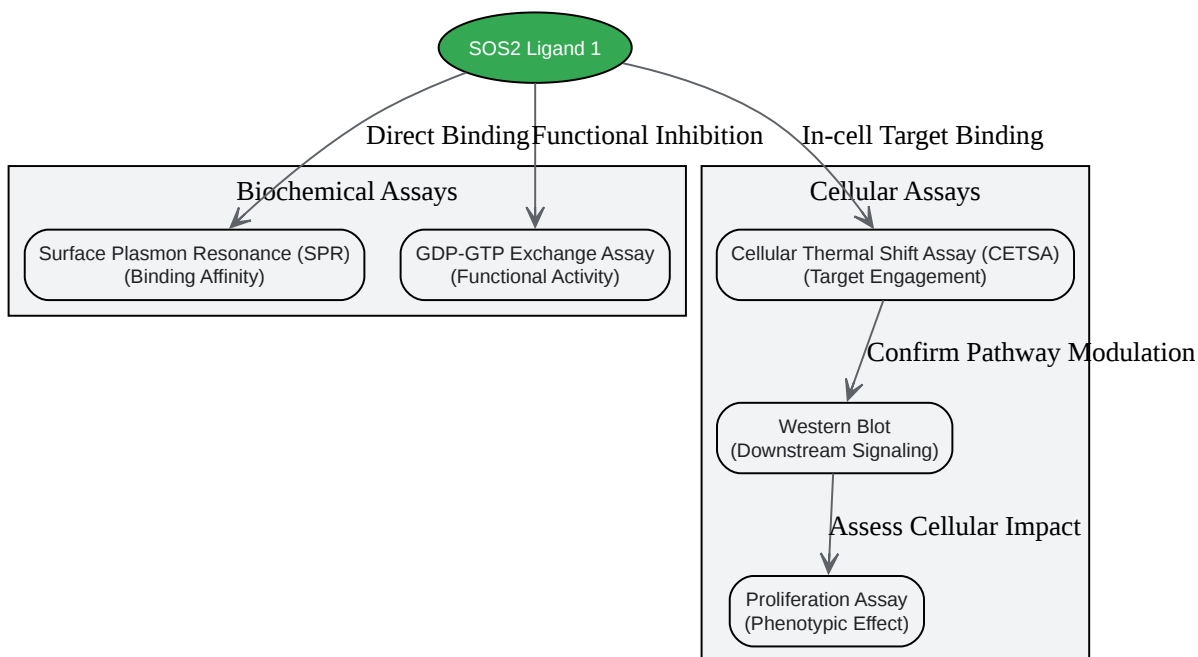 SOS2 Ligand 1
Direct Binding
Functional Inhibition
In-cell Target Binding
Biochemical Assays
Cellular Assays
Surface Plasmon Resonance (SPR)
(Binding Affinity)
GDP-GTP Exchange Assay
(Functional Activity)
Cellular Thermal Shift Assay (CETSA)
(Target Engagement)
Confirm Pathway Modulation
Western Blot
(Downstream Signaling)
Assess Cellular Impact
Proliferation Assay
(Phenotypic Effect)